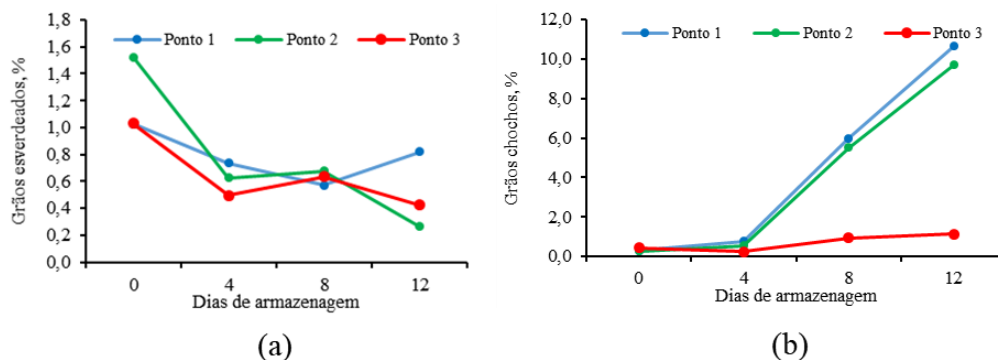 Grãos esverdeados, %
1,8
1,6
1,4
1,2
1,0
0,8
0,6
0,4
0,2
0,0
Ponto 1 Ponto 2 Ponto 3
0 4 8 12
Dias de armazenagem
(a)
Grãos chochos, %
12,0
10,0
8,0
6,0
4,0
2,0
0,0
Ponto 1 Ponto 2 Ponto 3
0 4 8 12
Dias de armazenagem
(b)